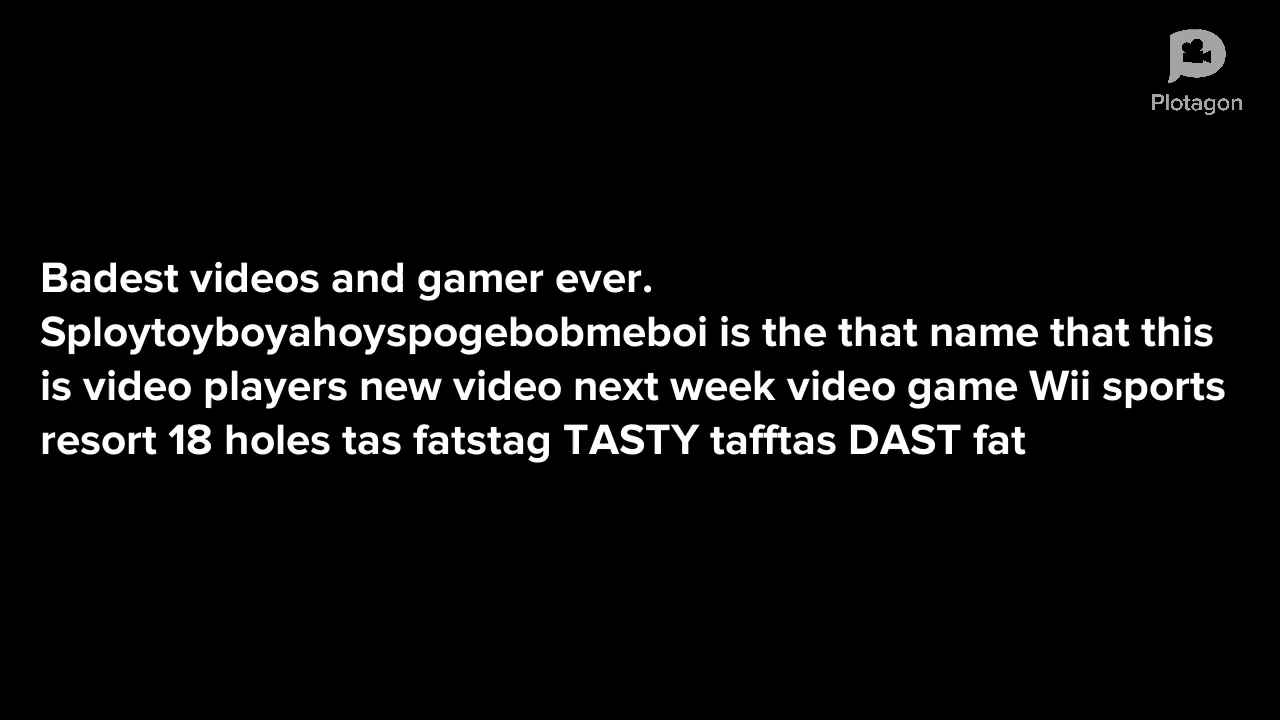 Plotagon
Badest videos and gamer ever.
Sploytoyboyahoyspogebobmeboi is the that name that this
is video players new video next week video game Wii sports
resort 18 holes tas fatstag TASTY tafftas DAST fat